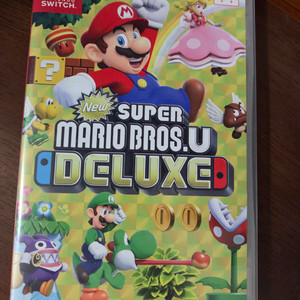 SWITCH
New
SUPER
MARIO BROS.U
DELUXE